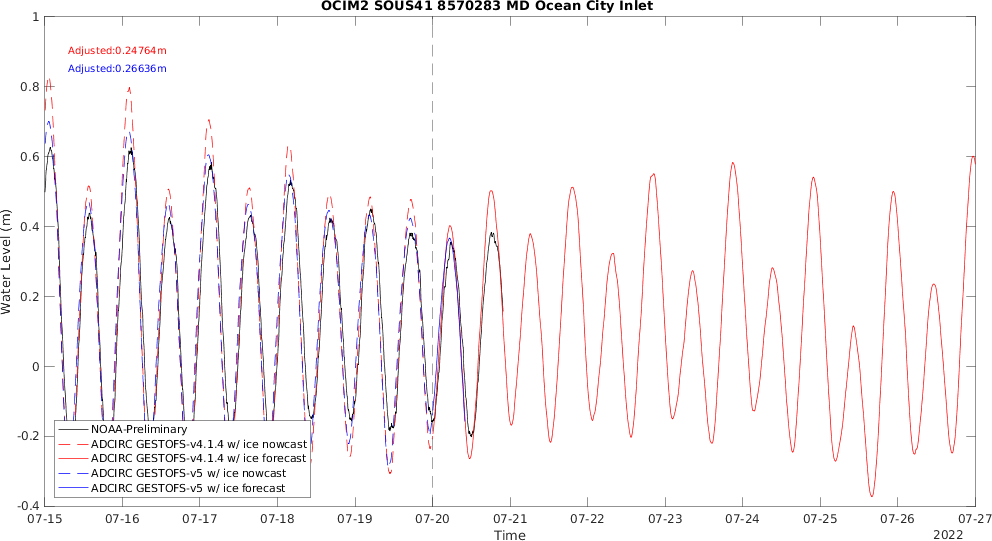 OCIM2 SOUS41 8570283 MD Ocean City Inlet
Adjusted:0.24764m
Adjusted:0.26636m
Water Level (m)
1
0.8
0.6
0.4
0.2
0
-0.2
-0.4
NOAA-Preliminary
ADCIRC GESTOFS-v4.1.4 w/ ice nowcast
ADCIRC GESTOFS-v4.1.4 w/ ice forecast
ADCIRC GESTOFS-v5 w/ ice nowcast
ADCIRC GESTOFS-v5 w/ ice forecast
07-15 07-16 07-17 07-18 07-19 07-20 07-21 07-22 07-23 07-24 07-25 07-26 07-27
Time
2022